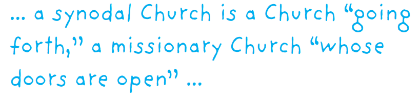 ... a synodal Church is a Church “going
forth,” a missionary Church “whose
doors are open” ...